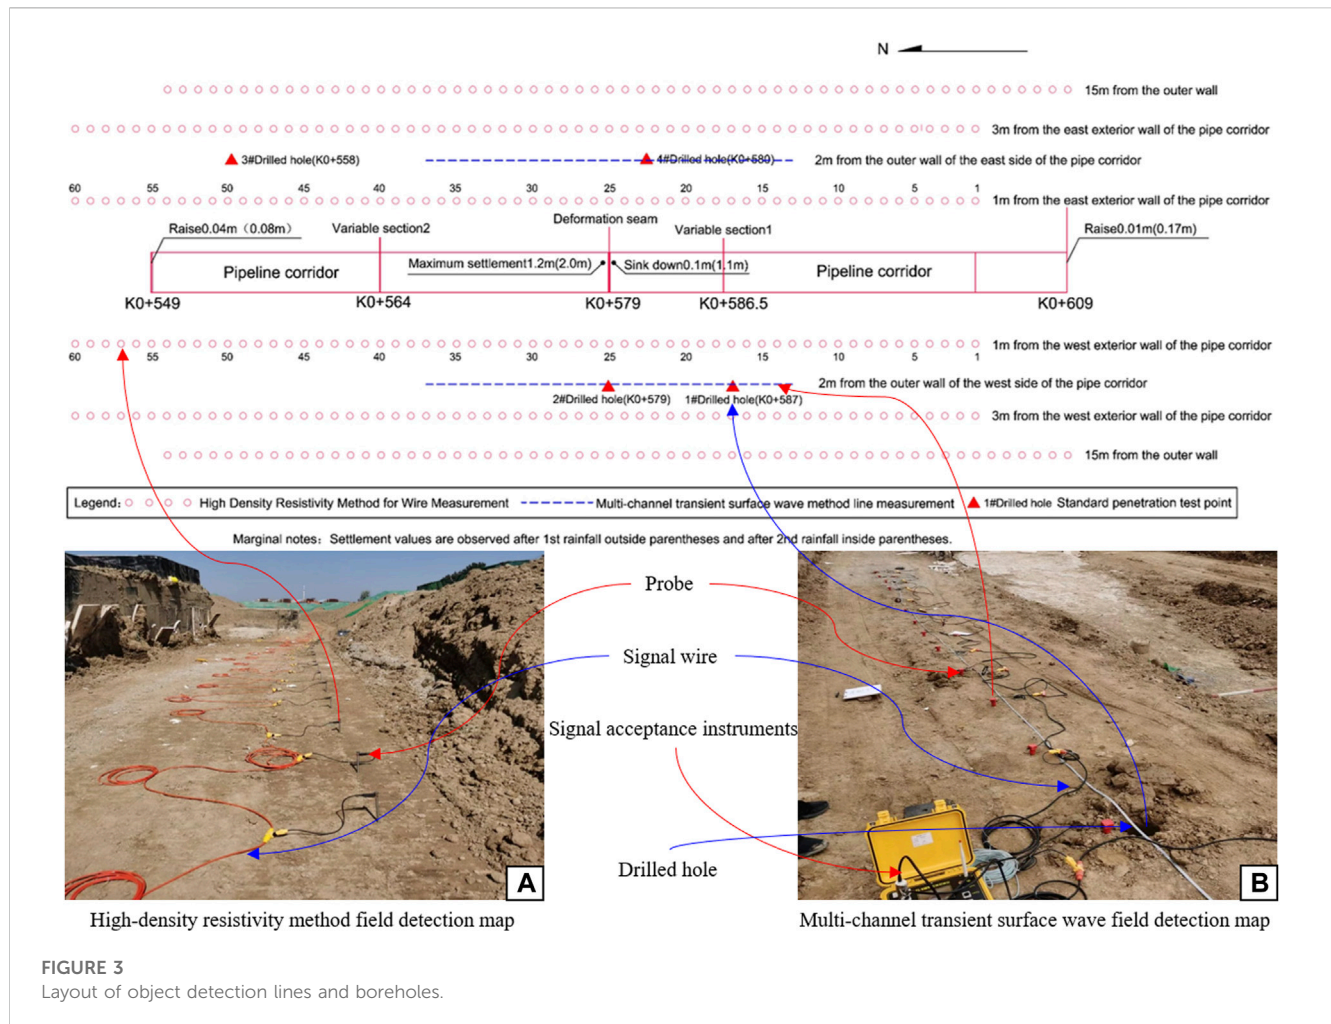 N
15m from the outer wall
3m from the east exterior wall of the pipe corridor
3#Drilled hole(K0+558)
4#Drilled hole(K0+580)
2m from the outer wall of the east side of the pipe corridor
60 55 50 45 40 35 30 25 20 15 10 5 1
1m from the east exterior wall of the pipe corridor
Raise0.04m（0.08m）
Variable section2
Deformation seam
Variable section1
Raise0.01m(0.17m)
Pipeline corridor
Maximum settlement1.2m(2.0m)
Sink down0.1m(1.1m)
Pipeline corridor
K0+549
K0+564
K0+579
K0+586.5
K0+609
1m from the west exterior wall of the pipe corridor
60 55 50 45 40 35 30 25 20 15 10 5 1
2m from the outer wall of the west side of the pipe corridor
2#Drilled hole(K0+579)
1#Drilled hole(K0+587)
3m from the west exterior wall of the pipe corridor
15m from the outer wall
Legend: High Density Resistivity Method for Wire Measurement Multi-channel transient surface wave method line measurement 1#Drilled hole Standard penetration test point
Marginal notes: Settlement values are observed after 1st rainfall outside parentheses and after 2nd rainfall inside parentheses.
Probe
Signal wire
Signal acceptance instruments
Drilled hole
A
B
High-density resistivity method field detection map
Multi-channel transient surface wave field detection map
FIGURE 3
Layout of object detection lines and boreholes.